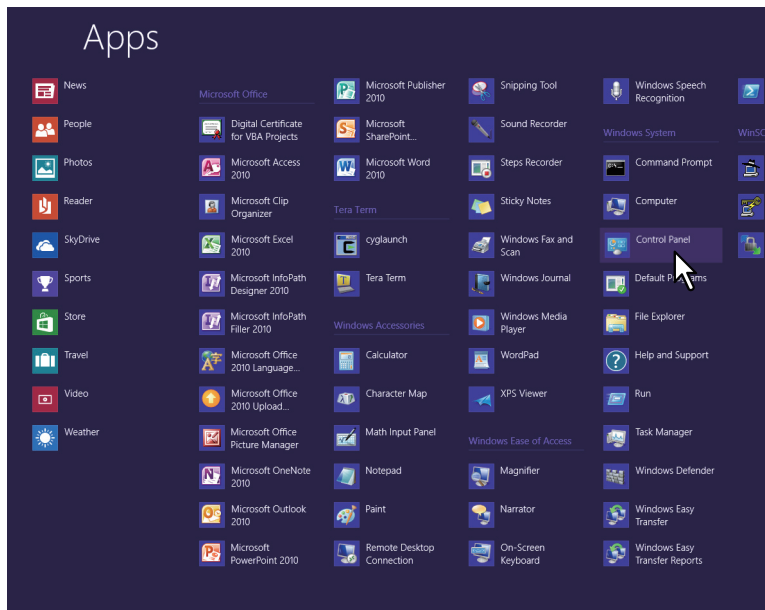 Apps
News
People
Photos
Reader
SkyDrive
Sports
Store
Travel
Video
Weather
Microsoft Office
Digital Certificate
for VBA Projects
Microsoft Access
2010
Microsoft Clip
Organizer
Microsoft Excel
2010
Microsoft InfoPath
Designer 2010
Microsoft InfoPath
Filler 2010
Microsoft Office
2010 Language...
Microsoft Office
2010 Upload...
Microsoft Office
Picture Manager
Microsoft OneNote
2010
Microsoft Outlook
2010
Microsoft
PowerPoint 2010
Microsoft Publisher
2010
Microsoft
SharePoint...
Microsoft Word
2010
Tera Term
cyglaunch
Tera Term
Windows Accessories
Calculator
Character Map
Math Input Panel
Notepad
Paint
Remote Desktop
Connection
Snipping Tool
Sound Recorder
Steps Recorder
Sticky Notes
Windows Fax and
Scan
Windows Journal
Windows Media
Player
WordPad
XPS Viewer
Windows Ease of Access
Magnifier
Narrator
On-Screen
Keyboard
Windows Speech
Recognition
Windows System
Command Prompt
Computer
Control Panel
Default
File Explorer
Help and Support
Run
Task Manager
Windows Defender
Windows Easy
Transfer
Windows Easy
Transfer Reports